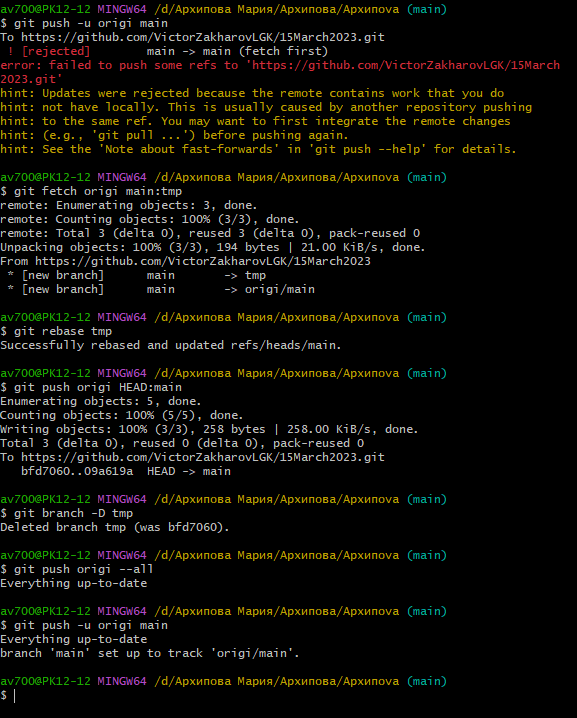 av700@PK12-12 MINGW64 /d/Архипова Мария/Архипова/Архипova (main)
$ git push -u origi main
To https://github.com/VictorZakharovLGK/15March2023.git
 ! [rejected]        main -> main (fetch first)
error: failed to push some refs to 'https://github.com/VictorZakharovLGK/15March
2023.git'
hint: Updates were rejected because the remote contains work that you do
hint: not have locally. This is usually caused by another repository pushing
hint: to the same ref. You may want to first integrate the remote changes
hint: (e.g., 'git pull ...') before pushing again.
hint: See the 'Note about fast-forwards' in 'git push --help' for details.
av700@PK12-12 MINGW64 /d/Архипова Мария/Архипова/Архипova (main)
$ git fetch origi main:tmp
remote: Enumerating objects: 3, done.
remote: Counting objects: 100% (3/3), done.
remote: Total 3 (delta 0), reused 3 (delta 0), pack-reused 0
Unpacking objects: 100% (3/3), 194 bytes | 21.00 KiB/s, done.
From https://github.com/VictorZakharovLGK/15March2023
 * [new branch]      main       -> tmp
 * [new branch]      main       -> origi/main
av700@PK12-12 MINGW64 /d/Архипова Мария/Архипова/Архипova (main)
$ git rebase tmp
Successfully rebased and updated refs/heads/main.
av700@PK12-12 MINGW64 /d/Архипова Мария/Архипова/Архипova (main)
$ git push origi HEAD:main
Enumerating objects: 5, done.
Counting objects: 100% (5/5), done.
Writing objects: 100% (3/3), 258 bytes | 258.00 KiB/s, done.
Total 3 (delta 0), reused 0 (delta 0), pack-reused 0
To https://github.com/VictorZakharovLGK/15March2023.git
   bfd7060..09a619a  HEAD -> main
av700@PK12-12 MINGW64 /d/Архипова Мария/Архипова/Архипova (main)
$ git branch -D tmp
Deleted branch tmp (was bfd7060).
av700@PK12-12 MINGW64 /d/Архипова Мария/Архипова/Архипova (main)
$ git push origi --all
Everything up-to-date
av700@PK12-12 MINGW64 /d/Архипова Мария/Архипова/Архипova (main)
$ git push -u origi main
Everything up-to-date
branch 'main' set up to track 'origi/main'.
av700@PK12-12 MINGW64 /d/Архипова Мария/Архипова/Архипova (main)
$